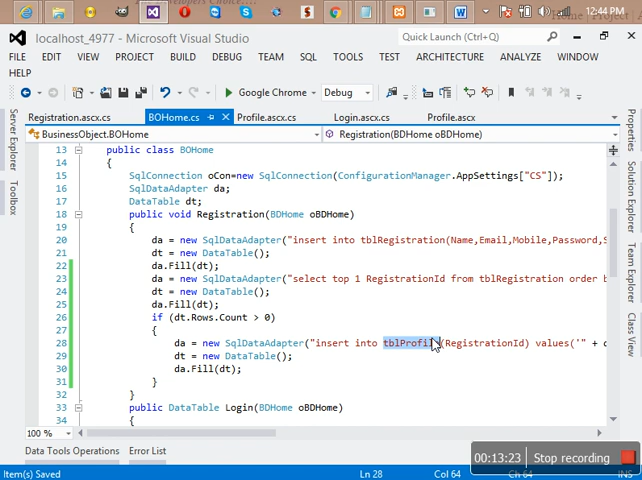 12:44 PM
localhost_4977 - Microsoft Visual Studio
Quick Launch (Ctrl+Q)
FILE EDIT VIEW PROJECT BUILD DEBUG TEAM SQL TOOLS TEST ARCHITECTURE ANALYZE WINDOW
HELP
Google Chrome
Debug
Registration.ascx.cs BOHome.cs Profile.ascx.cs Login.ascx.cs Profile.ascx
BusinessObject.BOHome Registration(BDHome oBDHome)
13 public class BOHome
14 {
15 SqlConnection oCon=new SqlConnection(ConfigurationManager.AppSettings["CS"]);
16 SqlDataAdapter da;
17 DataTable dt;
18 public void Registration(BDHome oBDHome)
19 {
20 da = new SqlDataAdapter("insert into tblRegistration(Name,Email,Mobile,Password,S
21 dt = new DataTable();
22 da.Fill(dt);
23 da = new SqlDataAdapter("select top 1 RegistrationId from tblRegistration order b
24 dt = new DataTable();
25 da.Fill(dt);
26 if (dt.Rows.Count > 0)
27 {
28 da = new SqlDataAdapter("insert into tblProfil (RegistrationId) values('" + o
29 dt = new DataTable();
30 da.Fill(dt);
31 }
32 }
33 public DataTable Login(BDHome oBDHome)
34 {
100 %
Data Tools Operations Error List
Item(s) Saved Ln 28 Col 64 Ch 64 INS
00:13:23 Stop recording
Server Explorer
Toolbox
Properties
Solution Explorer
Team Explorer
Class View